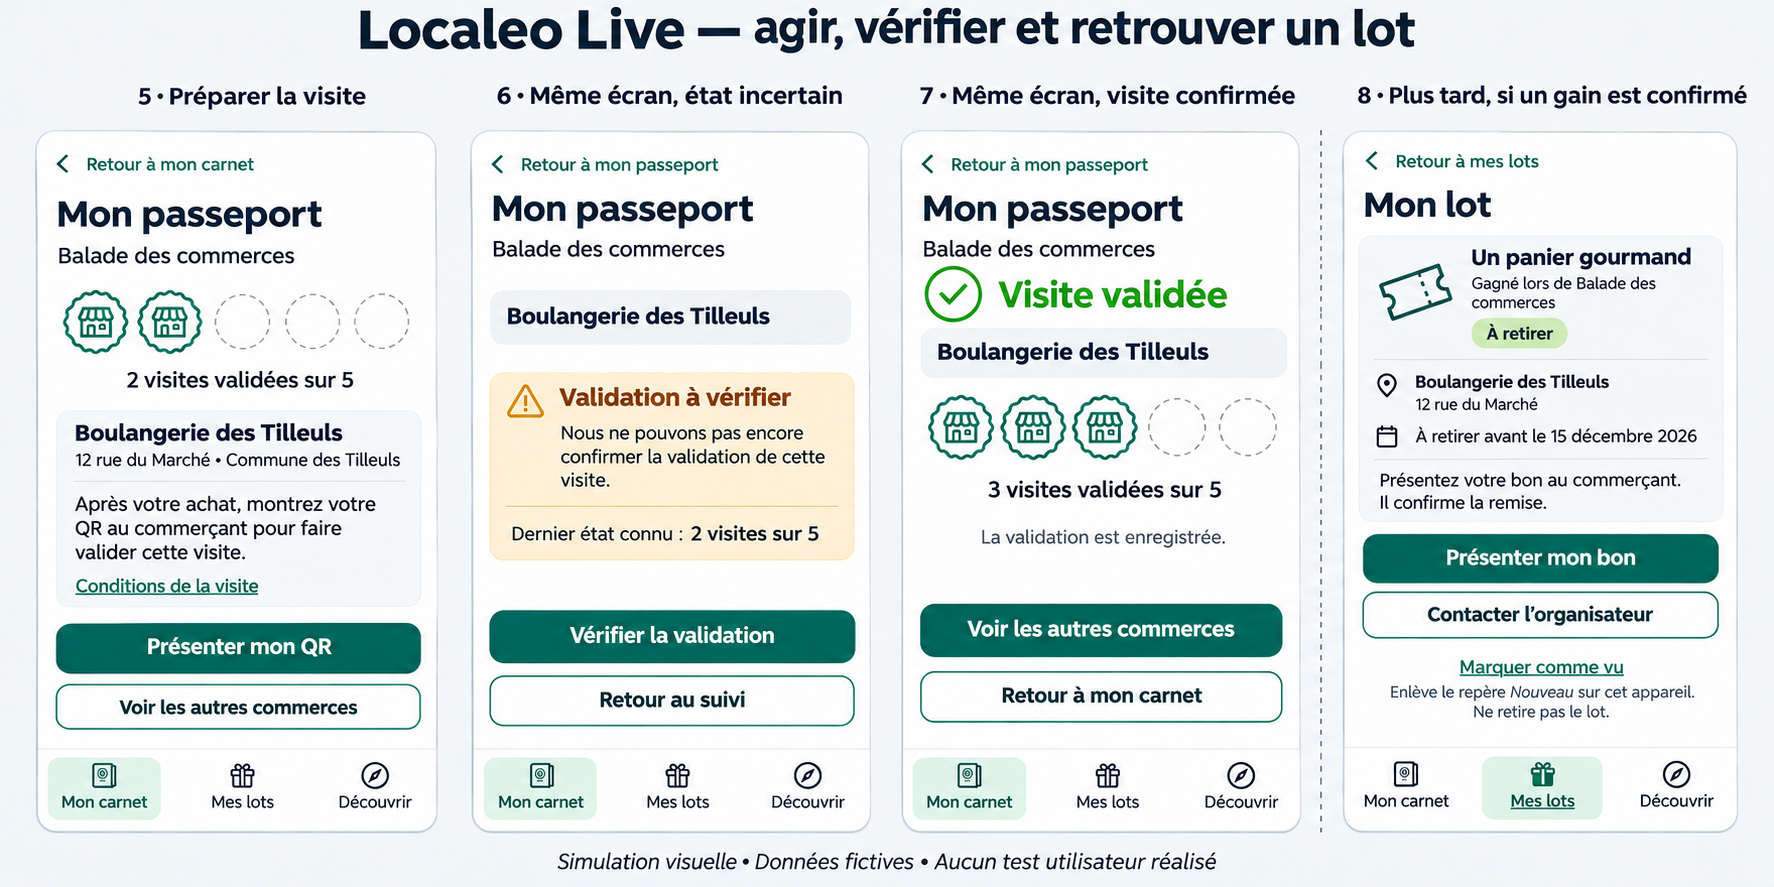 Localeo Live — agir, vérifier et retrouver un lot
5 • Préparer la visite
Retour à mon carnet
Mon passeport
Balade des commerces
2 visites validées sur 5
Boulangerie des Tilleuls
12 rue du Marché • Commune des Tilleuls
Après votre achat, montrez votre
QR au commerçant pour faire
valider cette visite.
Conditions de la visite
Présenter mon QR
Voir les autres commerces
Mon carnet
Mes lots
Découvrir
6 • Même écran, état incertain
Retour à mon passeport
Mon passeport
Balade des commerces
Boulangerie des Tilleuls
Validation à vérifier
Nous ne pouvons pas encore
confirmer la validation de cette
visite.
Dernier état connu : 2 visites sur 5
Vérifier la validation
Retour au suivi
Mon carnet
Mes lots
Découvrir
7 • Même écran, visite confirmée
Retour à mon passeport
Mon passeport
Balade des commerces
Visite validée
Boulangerie des Tilleuls
3 visites validées sur 5
La validation est enregistrée.
Voir les autres commerces
Retour à mon carnet
Mon carnet
Mes lots
Découvrir
8 • Plus tard, si un gain est confirmé
Retour à mes lots
Mon lot
Un panier gourmand
Gagné lors de Balade des
commerces
À retirer
Boulangerie des Tilleuls
12 rue du Marché
À retirer avant le 15 décembre 2026
Présentez votre bon au commerçant.
Il confirme la remise.
Présenter mon bon
Contacter l’organisateur
Marquer comme vu
Enlève le repère Nouveau sur cet appareil.
Ne retire pas le lot.
Mon carnet
Mes lots
Découvrir
Simulation visuelle • Données fictives • Aucun test utilisateur réalisé